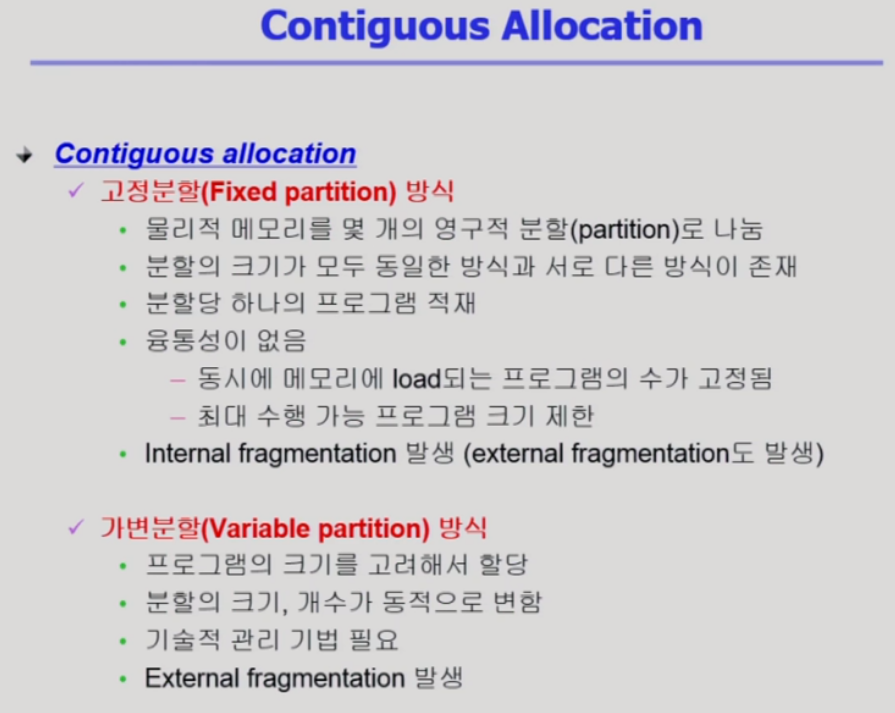 Contiguous Allocation
Contiguous allocation
고정분할(Fixed partition) 방식
물리적 메모리를 몇 개의 영구적 분할(partition)로 나눔
분할의 크기가 모두 동일한 방식과 서로 다른 방식이 존재
분할당 하나의 프로그램 적재
융통성이 없음
– 동시에 메모리에 load되는 프로그램의 수가 고정됨
– 최대 수행 가능 프로그램 크기 제한
• Internal fragmentation 발생 (external fragmentation도 발생)
가변분할(Variable partition) 방식
• 프로그램의 크기를 고려해서 할당
• 분할의 크기, 개수가 동적으로 변함
• 기술적 관리 기법 필요
• External fragmentation 발생